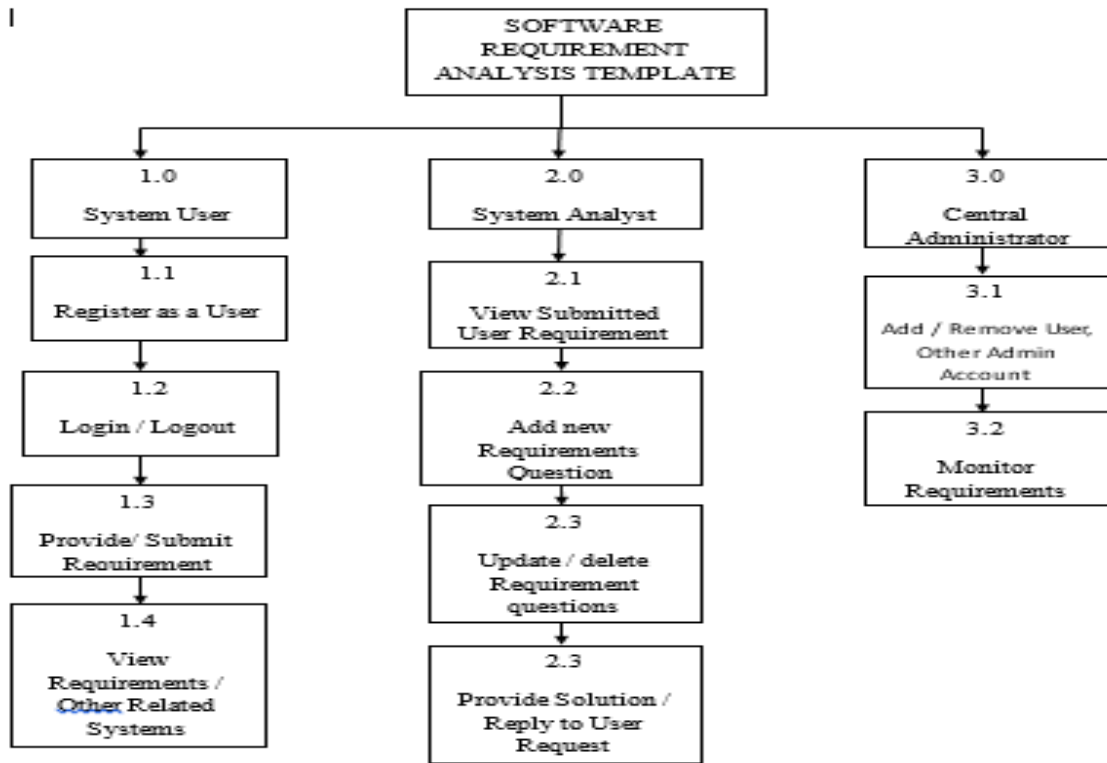 SOFTWARE
REQUIREMENT
ANALYSIS TEMPLATE
1.0
System User
1.1
Register as a User
1.2
Login / Logout
1.3
Provide/ Submit
Requirement
1.4
View
Requirements /
Other Related
Systems
2.0
System Analyst
2.1
View Submitted
User Requirement
2.2
Add new
Requirements
Question
2.3
Update / delete
Requirement
questions
2.3
Provide Solution /
Reply to User
Request
3.0
Central
Administrator
3.1
Add / Remove User,
Other Admin
Account
3.2
Monitor
Requirements